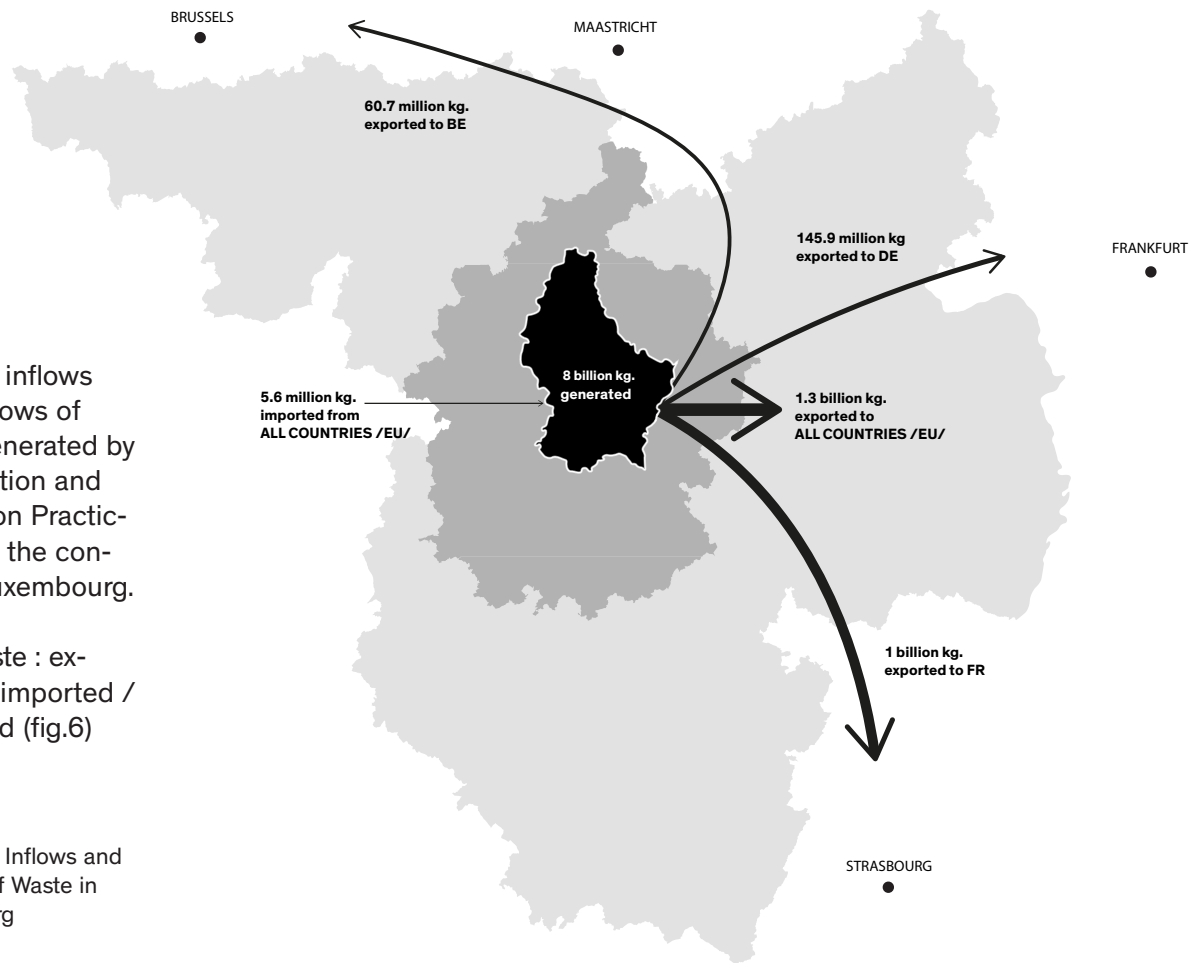 BRUSSELS
MAASTRICHT
60.7 million kg.
exported to BE
145.9 million kg
exported to DE
FRANKFURT
8 billion kg.
generated
5.6 million kg.
imported from
ALL COUNTRIES /EU/
1.3 billion kg.
exported to
ALL COUNTRIES /EU/
1 billion kg.
exported to FR
STRASBOURG
inflows
ows of
enerated by
tion and
on Practic-
the con-
uxembourg.
ste : ex-
imported /
d (fig.6)
Inflows and
f Waste in
rg